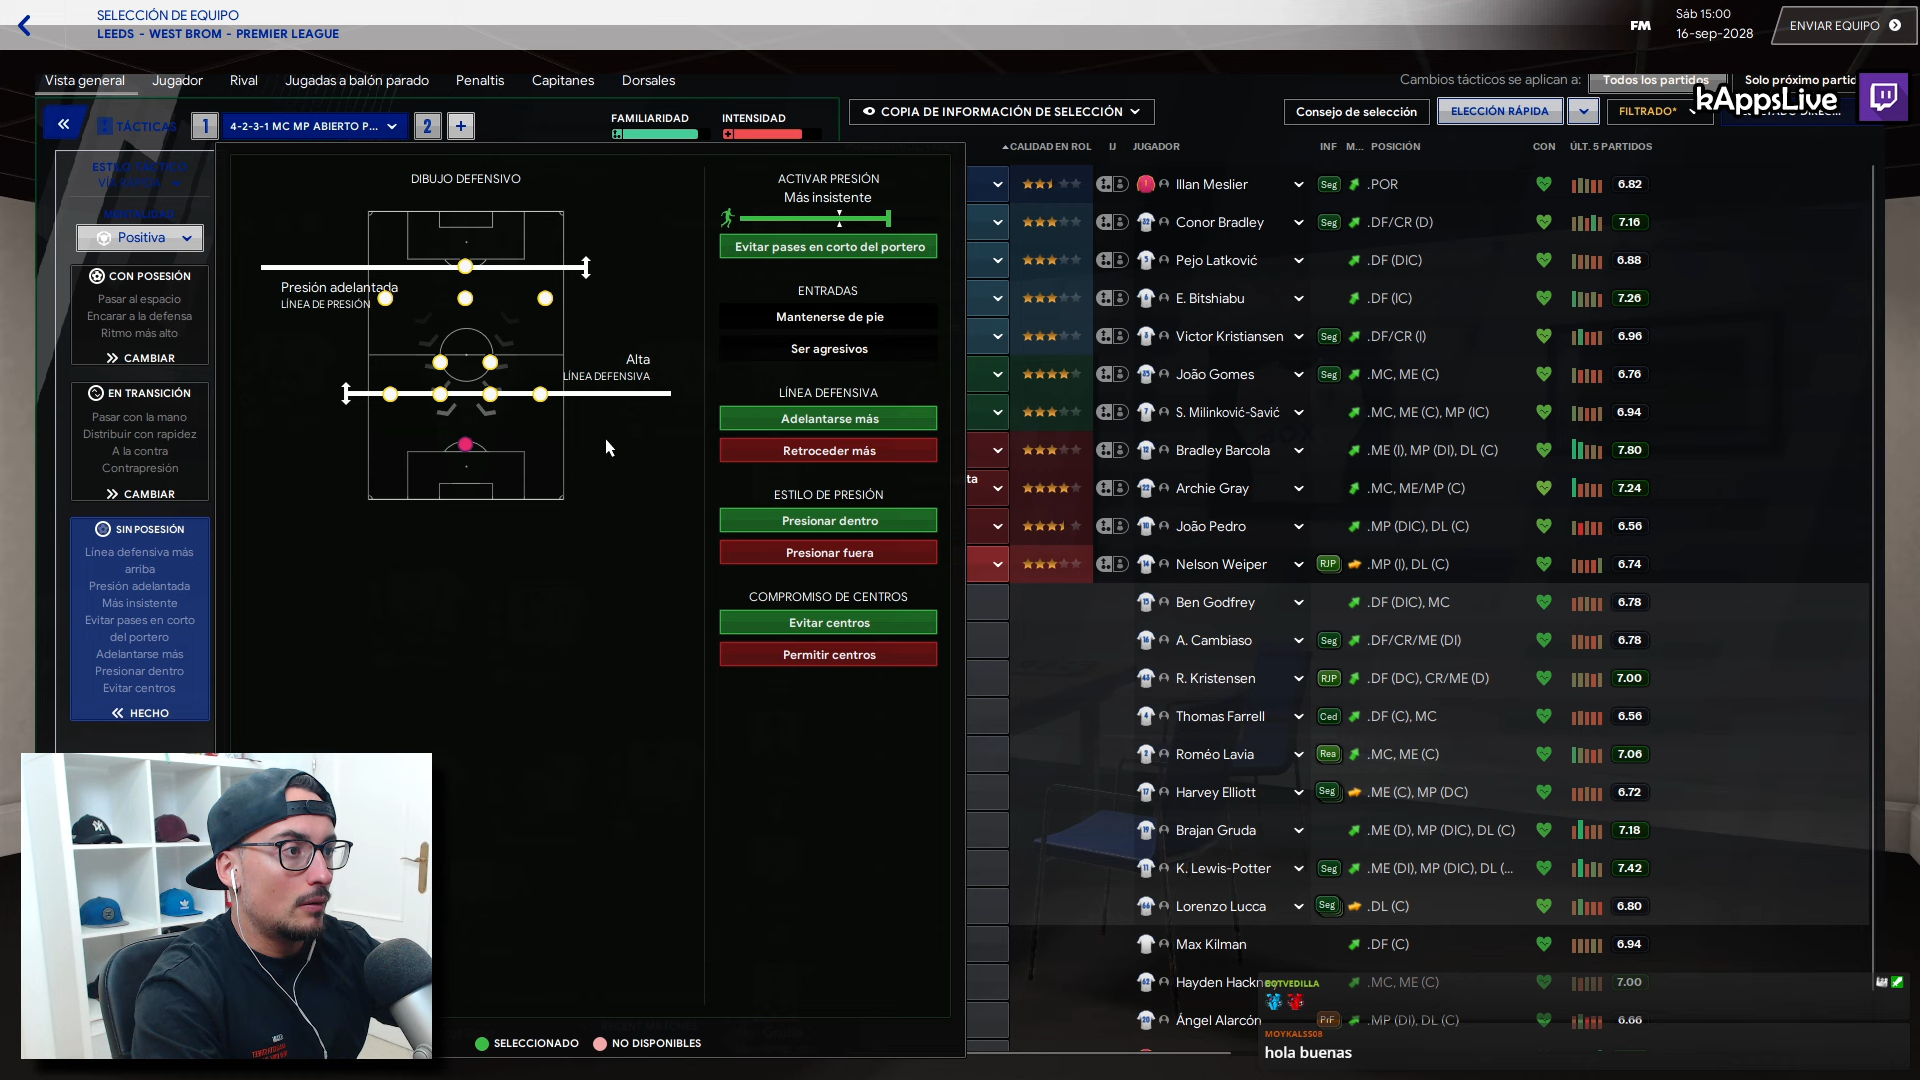 SELECCIÓN DE EQUIPO
LEEDS - WEST BROM - PREMIER LEAGUE
FM
Sáb 15:00
16-sep-2028
ENVIAR EQUIPO
Vista general
Jugador
Rival
Jugadas a balón parado
Penaltis
Capitanes
Dorsales
Cambios tácticos se aplican a:
Todos los partidos
Solo próximo partid
kAppsLive
TÁCTICAS
1
4-2-3-1 MC MP ABIERTO P...
2
+
FAMILIARIDAD
INTENSIDAD
COPIA DE INFORMACIÓN DE SELECCIÓN
Consejo de selección
ELECCIÓN RÁPIDA
FILTRADO*
ESTILO TÁCTICO
MENTALIDAD
Positiva
CON POSESIÓN
Pasar al espacio
Encarar a la defensa
Ritmo más alto
CAMBIAR
EN TRANSICIÓN
Pasar con la mano
Distribuir con rapidez
A la contra
Contrapresión
CAMBIAR
SIN POSESIÓN
Línea defensiva más
arriba
Presión adelantada
Más insistente
Evitar pases en corto
del portero
Adelantarse más
Presionar dentro
Evitar centros
HECHO
DIBUJO DEFENSIVO
Presión adelantada
LÍNEA DE PRESIÓN
Alta
LÍNEA DEFENSIVA
ACTIVAR PRESIÓN
Más insistente
Evitar pases en corto del portero
ENTRADAS
Mantenerse de pie
Ser agresivos
LÍNEA DEFENSIVA
Adelantarse más
Retroceder más
ESTILO DE PRESIÓN
Presionar dentro
Presionar fuera
COMPROMISO DE CENTROS
Evitar centros
Permitir centros
SELECCIONADO
NO DISPONIBLES
ta
CALIDAD EN ROL IJ JUGADOR INF M... POSICIÓN CON ÚLT. 5 PARTIDOS
Illan Meslier Seg .POR 6.82
Conor Bradley Seg .DF/CR (D) 7.16
Pejo Latković .DF (DIC) 6.88
E. Bitshiabu .DF (IC) 7.26
Victor Kristiansen Seg .DF/CR (I) 6.96
João Gomes Seg .MC, ME (C) 6.76
S. Milinković-Savić .MC, ME (C), MP (IC) 6.94
Bradley Barcola .ME (I), MP (DI), DL (C) 7.80
Archie Gray .MC, ME/MP (C) 7.24
João Pedro .MP (DIC), DL (C) 6.56
Nelson Weiper RJP .MP (I), DL (C) 6.74
Ben Godfrey .DF (DIC), MC 6.78
A. Cambiaso Seg .DF/CR/ME (DI) 6.78
R. Kristensen RJP .DF (DC), CR/ME (D) 7.00
Thomas Farrell Ced .DF (C), MC 6.56
Roméo Lavia Rea .MC, ME (C) 7.06
Harvey Elliott Seg .ME (C), MP (DC) 6.72
Brajan Gruda .ME (D), MP (DIC), DL (C) 7.18
K. Lewis-Potter Seg .ME (DI), MP (DIC), DL (... 7.42
Lorenzo Lucca Seg .DL (C) 6.80
Max Kilman .DF (C) 6.94
Hayden Hackn .MC, ME (C) 7.00
Ángel Alarcón PrF .MP (DI), DL (C) 6.66
BOTVEDILLA
MOYKALSS08
hola buenas